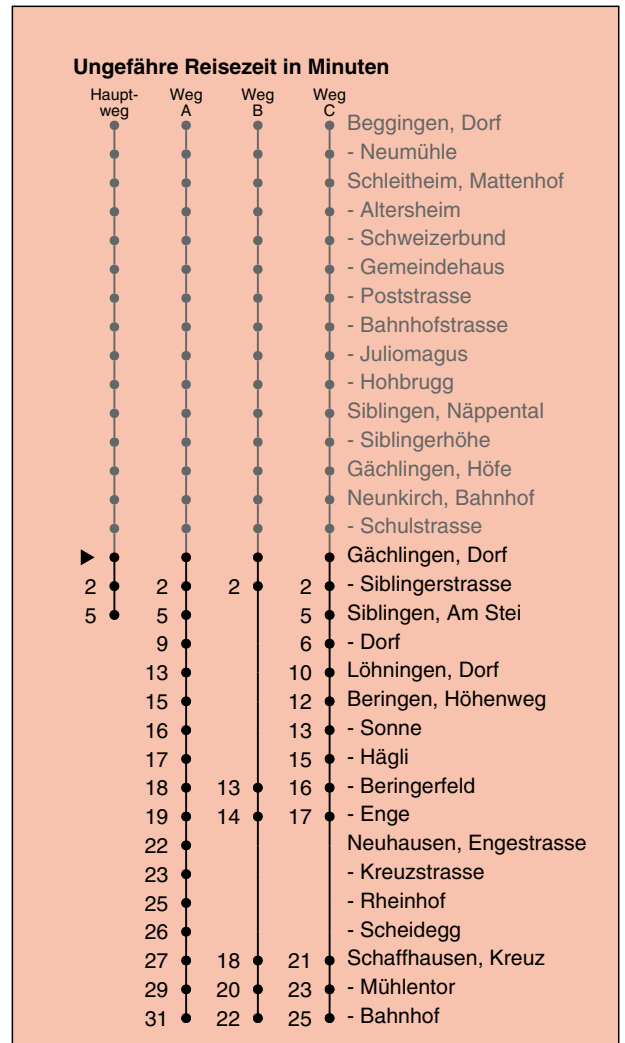 Ungefähre Reisezeit in Minuten
Haupt- Weg Weg Weg
weg A B C
Beggingen, Dorf
- Neumühle
Schleitheim, Mattenhof
- Altersheim
- Schweizerbund
- Gemeindehaus
- Poststrasse
- Bahnhofstrasse
- Juliomagus
- Hohbrugg
Siblingen, Näppental
- Siblingerhöhe
Gächlingen, Höfe
Neunkirch, Bahnhof
- Schulstrasse
Gächlingen, Dorf
2 2 2 2 - Siblingerstrasse
5 5 5 Siblingen, Am Stei
9 6 - Dorf
13 10 Löhningen, Dorf
15 12 Beringen, Höhenweg
16 13 - Sonne
17 15 - Hägli
18 13 16 - Beringerfeld
19 14 17 - Enge
22 Neuhausen, Engestrasse
23 - Kreuzstrasse
25 - Rheinhof
26 - Scheidegg
27 18 21 Schaffhausen, Kreuz
29 20 23 - Mühlentor
31 22 25 - Bahnhof